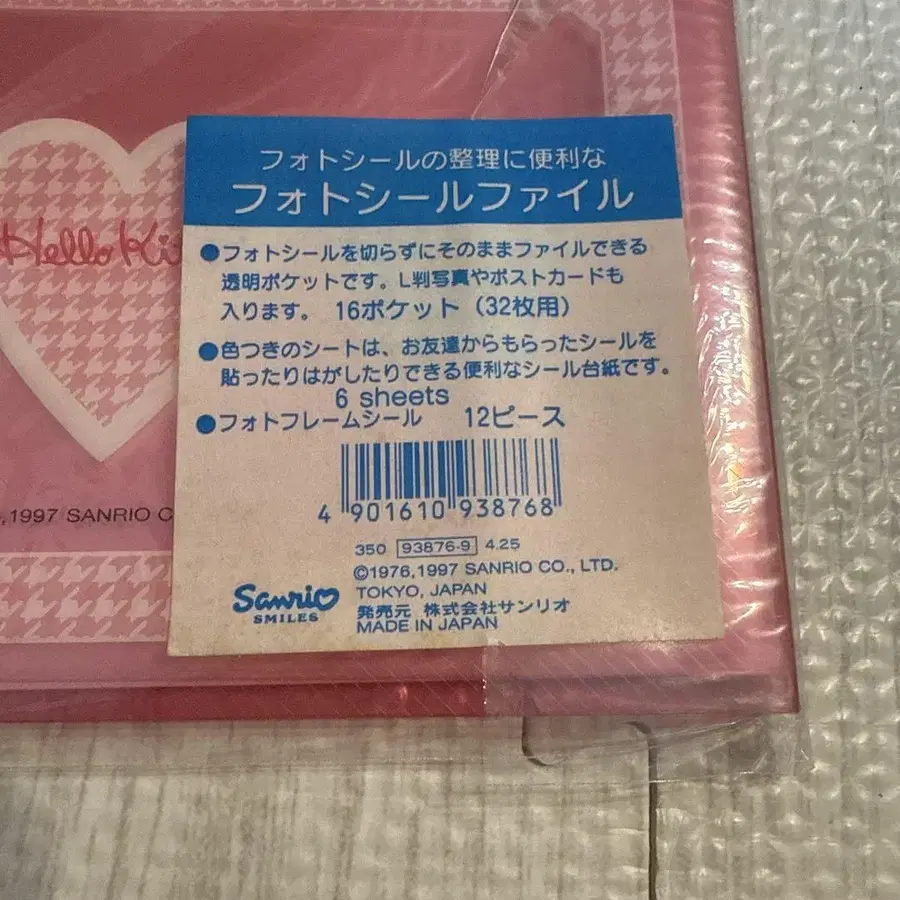 フォトシールの整理に便利な
フォトシールファイル
Hello Ki
●フォトシールを切らずにそのままファイルできる
透明ポケットです。L判写真やポストカードも
入ります。 16ポケット（32枚用）
●色つきのシートは、お友達からもらったシールを
貼ったりはがしたりできる便利なシール台紙です。
6 sheets
●フォトフレームシール 12ピース
4 901610 938768
,1997 SANRIO C
350 93876-9 4.25
©1976,1997 SANRIO CO., LTD.
TOKYO, JAPAN
Sanrio
SMILES
発売元 株式会社サンリオ
MADE IN JAPAN